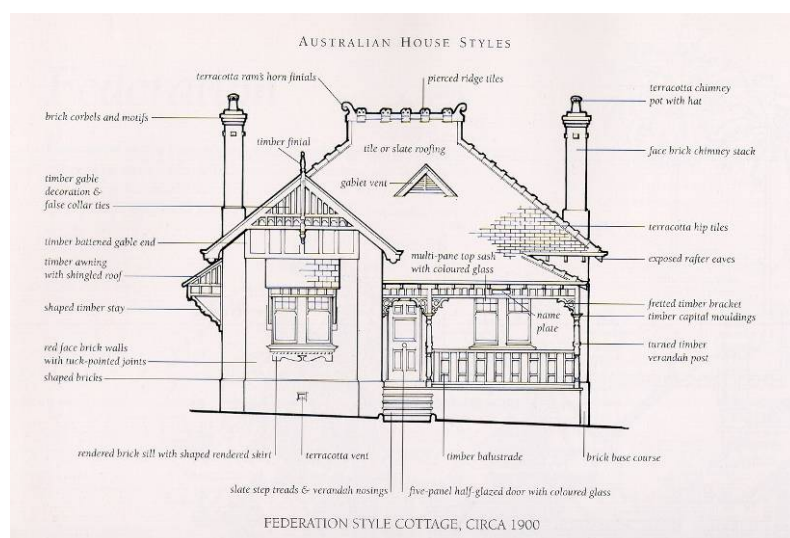 AUSTRALIAN HOUSE STYLES
terracotta ram's horn finials
pierced ridge tiles
terracotta chimney
pot with hat
brick corbels and motifs
timber finial
tile or slate roofing
face brick chimney stack
timber gable
decoration &
false collar ties
gablet vent
terracotta hip tiles
timber battened gable end
multi-pane top sash
with coloured glass
exposed rafter eaves
timber awning
with shingled roof
shaped timber stay
name
plate
fretted timber bracket
timber capital mouldings
red face brick walls
with tuck-pointed joints
turned timber
verandah post
shaped bricks
rendered brick sill with shaped rendered skirt
terracotta vent
timber balustrade
brick base course
slate step treads & verandah nosings
five-panel half-glazed door with coloured glass
FEDERATION STYLE COTTAGE, CIRCA 1900